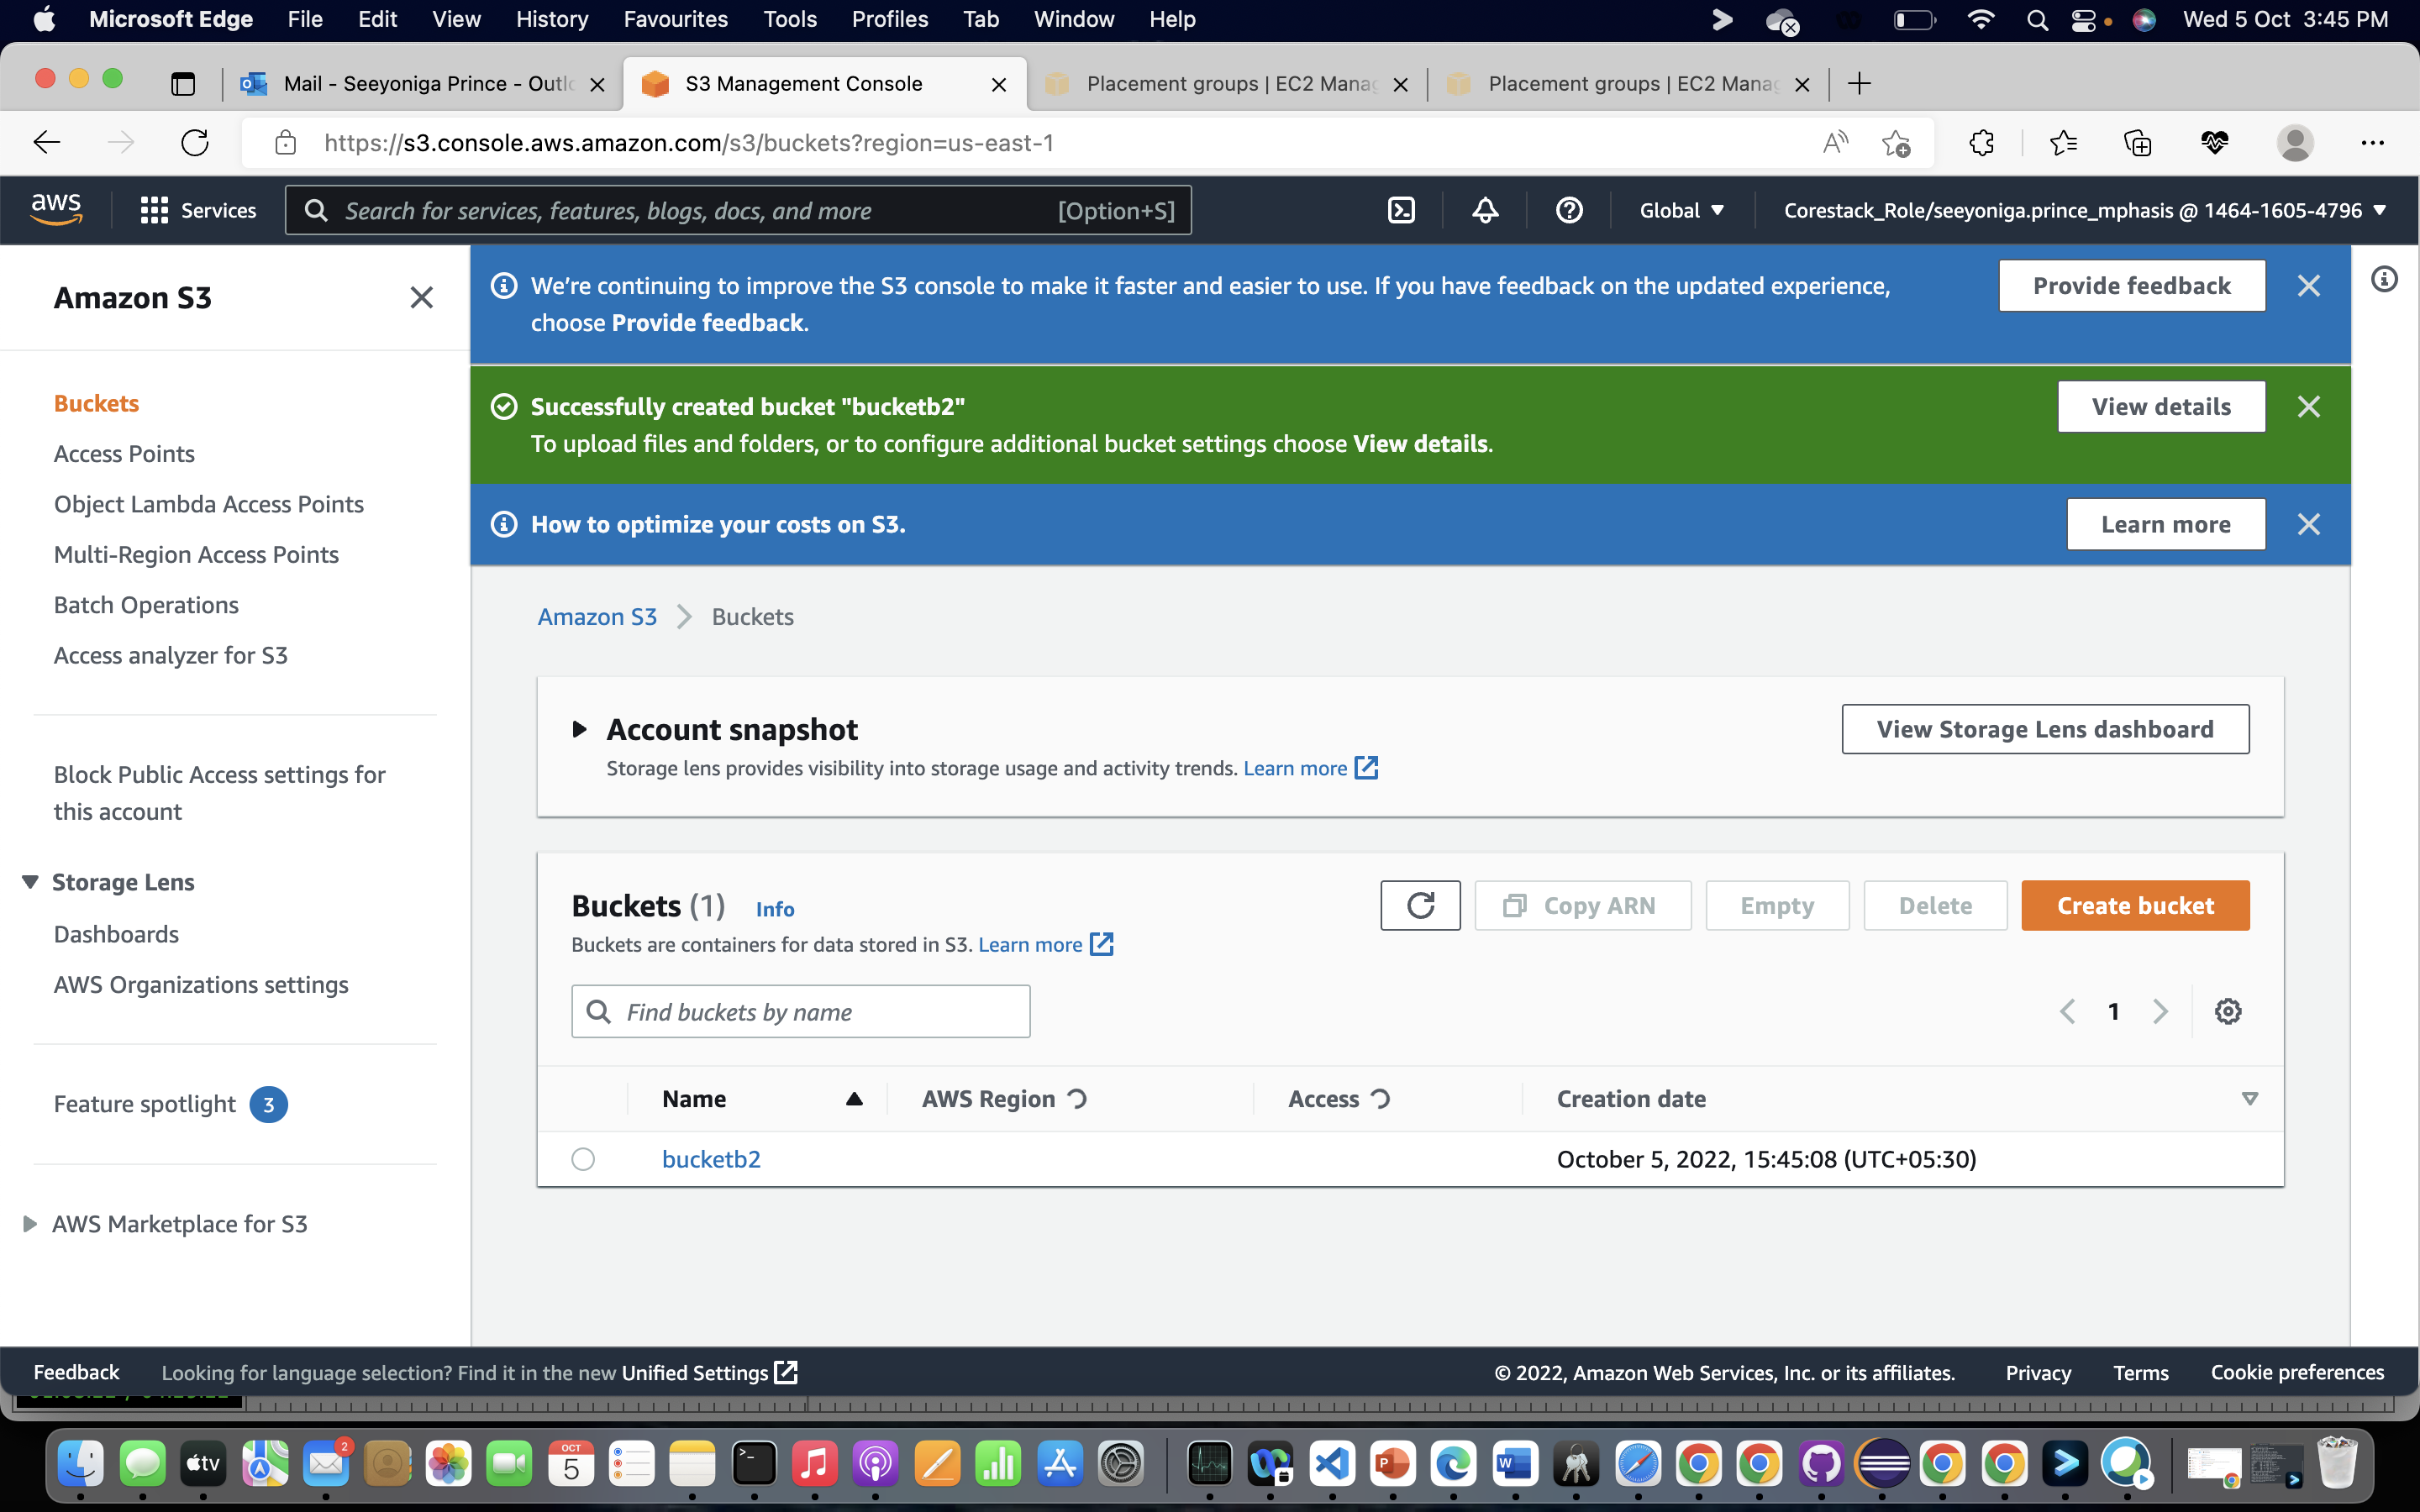 Microsoft Edge File Edit View History Favourites Tools Profiles Tab Window Help Wed 5 Oct 3:45 PM
Mail - Seeyoniga Prince - Outlo S3 Management Console Placement groups | EC2 Manag Placement groups | EC2 Manag
https://s3.console.aws.amazon.com/s3/buckets?region=us-east-1
aws Services Search for services, features, blogs, docs, and more [Option+S] Global Corestack_Role/seeyoniga.prince_mphasis @ 1464-1605-4796
Amazon S3
Buckets
Access Points
Object Lambda Access Points
Multi-Region Access Points
Batch Operations
Access analyzer for S3
Block Public Access settings for
this account
Storage Lens
Dashboards
AWS Organizations settings
Feature spotlight 3
AWS Marketplace for S3
We're continuing to improve the S3 console to make it faster and easier to use. If you have feedback on the updated experience,
choose Provide feedback.
Provide feedback
Successfully created bucket "bucketb2"
To upload files and folders, or to configure additional bucket settings choose View details.
View details
How to optimize your costs on S3.
Learn more
Amazon S3 Buckets
Account snapshot
Storage lens provides visibility into storage usage and activity trends. Learn more
View Storage Lens dashboard
Buckets (1) Info
Buckets are containers for data stored in S3. Learn more
Copy ARN Empty Delete Create bucket
Find buckets by name
1
Name AWS Region Access Creation date
bucketb2 October 5, 2022, 15:45:08 (UTC+05:30)
Feedback Looking for language selection? Find it in the new Unified Settings © 2022, Amazon Web Services, Inc. or its affiliates. Privacy Terms Cookie preferences
2
tv
OCT
5